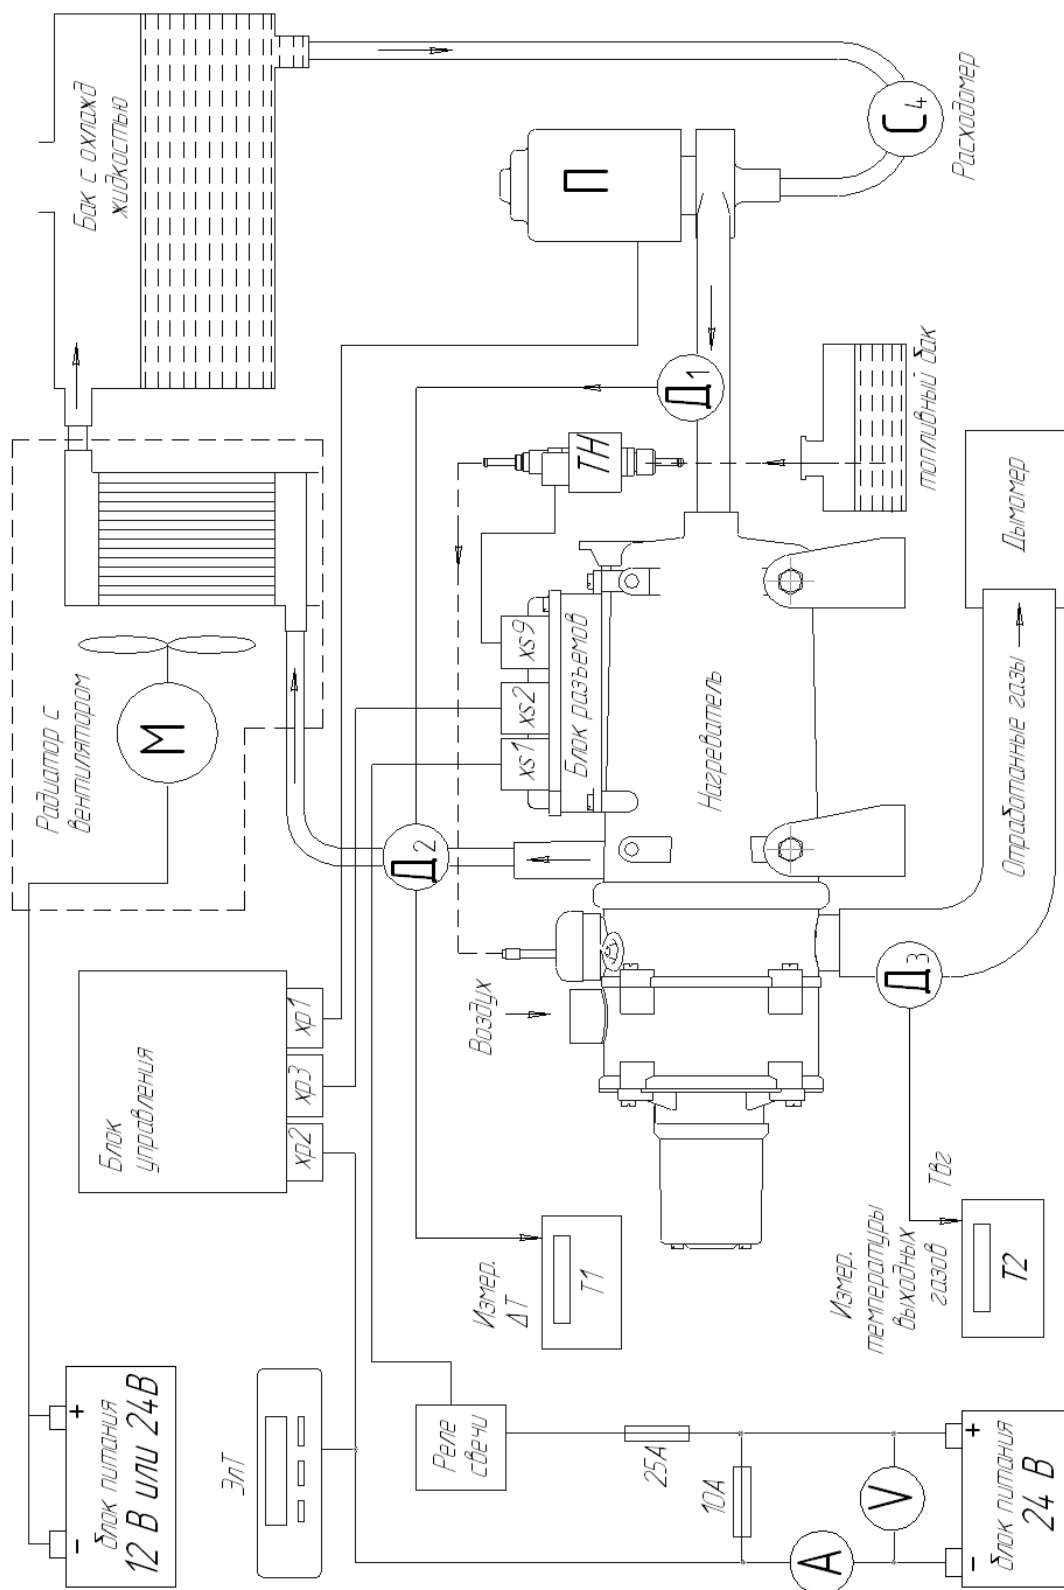 Бак с охлажд
жидкостью
Расходомер
С4
П
Д1
ТН
топливный бак
Дымомер
Радиатор с
вентилятором
М
xs9
xs2
xs1
Блок разъемов
Нагреватель
Отработанные газы
Д2
Д3
Воздух
Блок
управления
xp1
xp3
xp2
Измер.
ΔT
T1
Твг
Измер.
температуры
выходных
газов
T2
+
-
блок питания
12 В или 24В
ЭлТ
Реле
свечи
25А
10А
V
А
+
-
блок питания
24 В